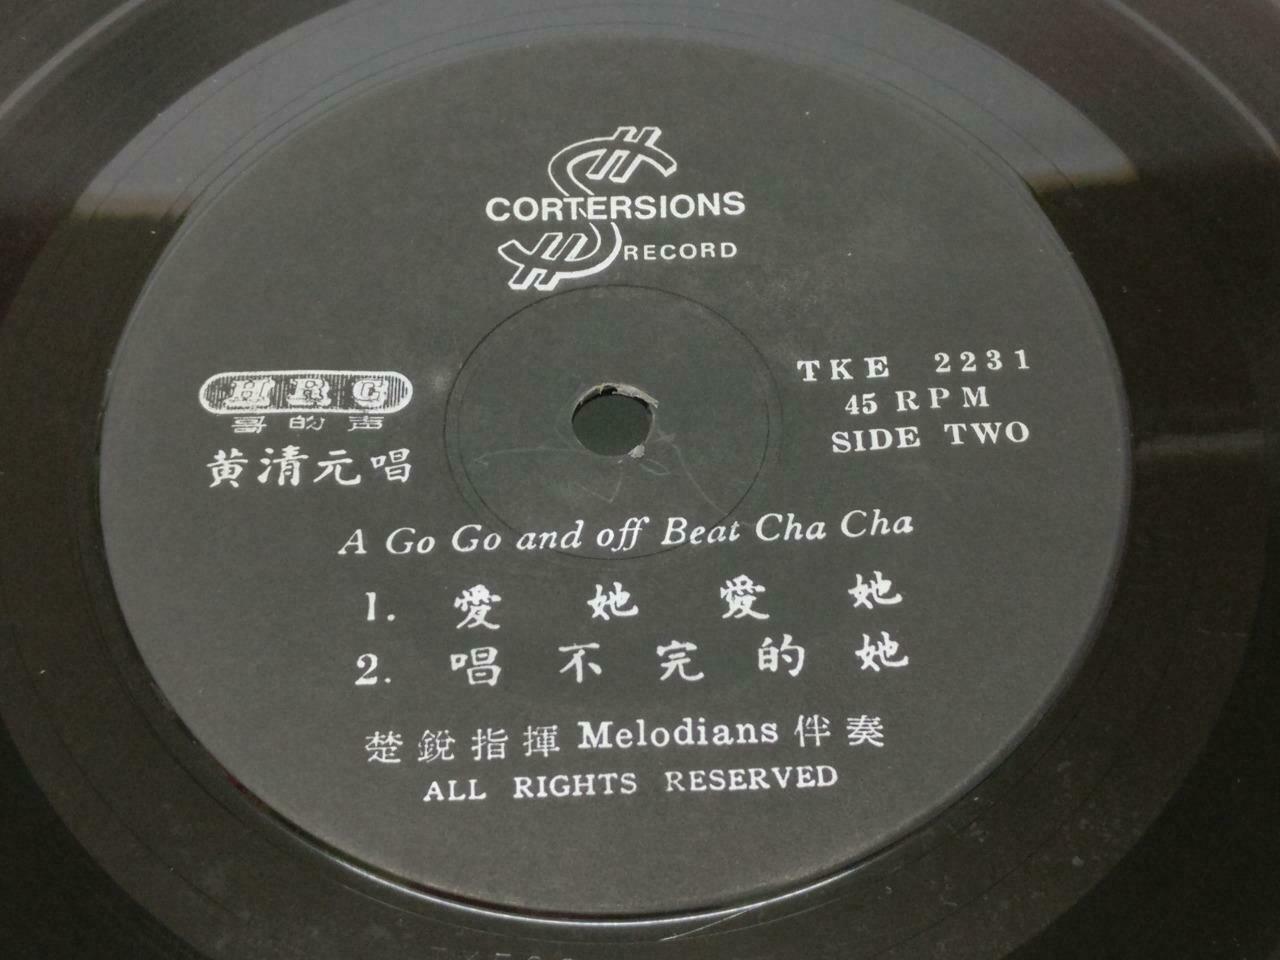 CORTERSIONS
RECORD
HRC
哥的声
黄清元唱
TKE 2231
45 RPM
SIDE TWO
A Go Go and off Beat Cha Cha
1. 愛她愛她
2. 唱不完的她
楚銳指揮 Melodians 伴奏
ALL RIGHTS RESERVED